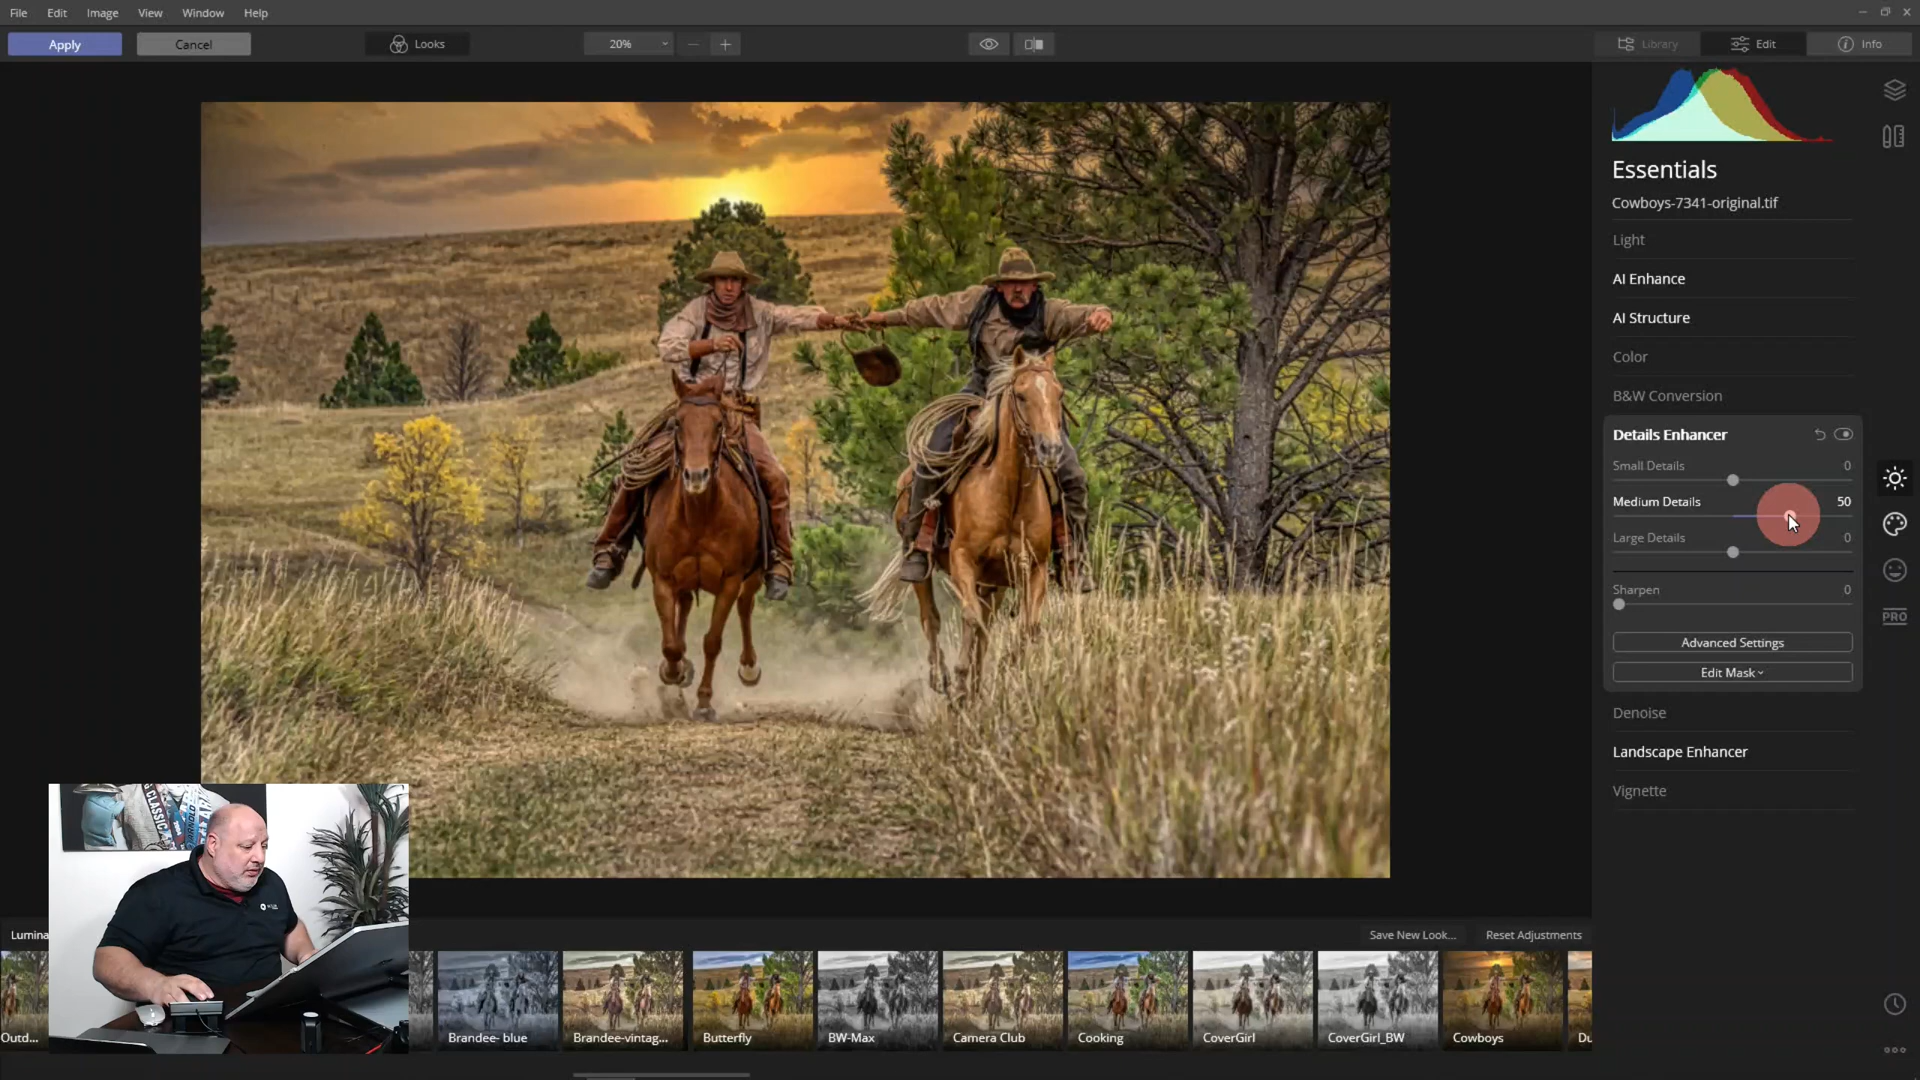 File Edit Image View Window Help
Apply Cancel Looks 20% Library Edit Info
Essentials
Cowboys-7341-original.tif
Light
AI Enhance
AI Structure
Color
B&W Conversion
Details Enhancer
Small Details 0
Medium Details 50
Large Details 0
Sharpen 0
Advanced Settings
Edit Mask
Denoise
Landscape Enhancer
Vignette
PRO
CLASSIC
Lumina
Save New Look... Reset Adjustments
Outd... Brandee- blue Brandee-vintag... Butterfly BW-Max Camera Club Cooking CoverGirl CoverGirl_BW Cowboys Du